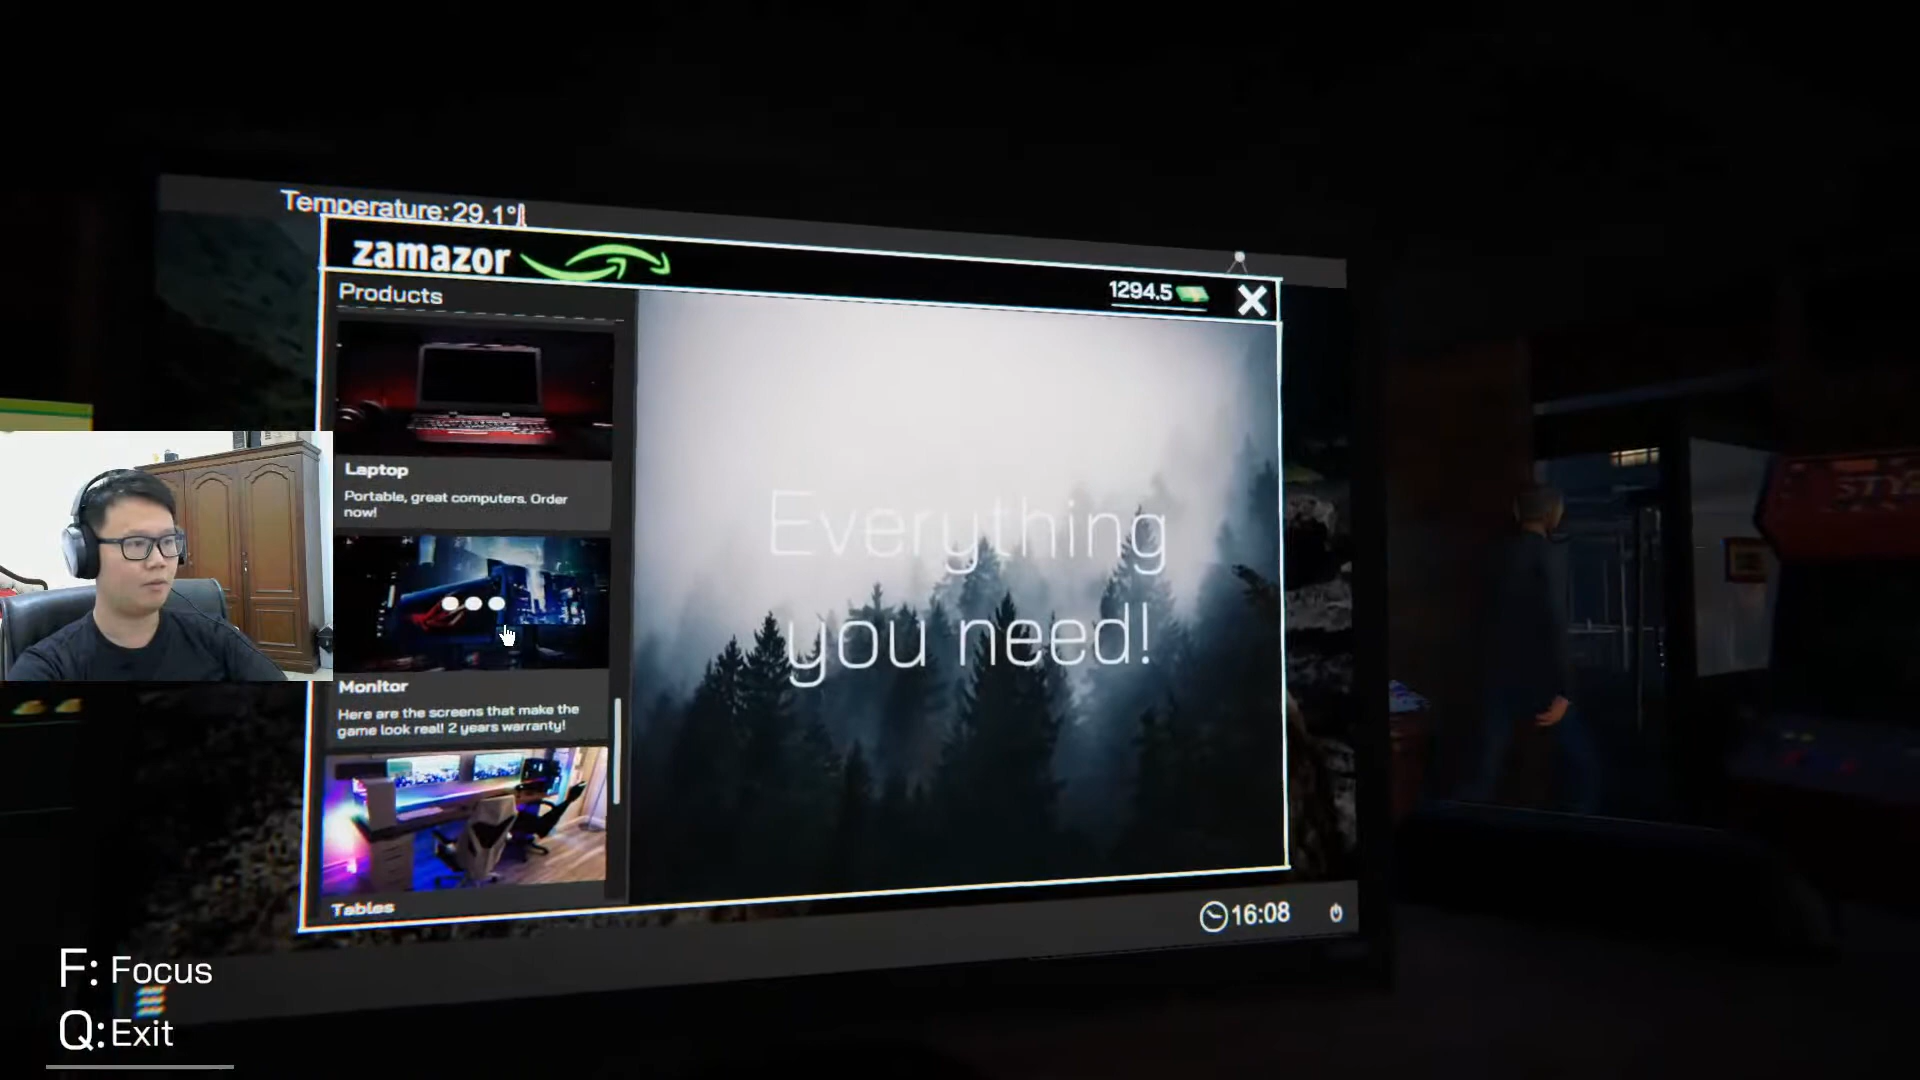 Temperature:29.1°
zamazor
1294.5
Products
Laptop
Portable, great computers. Order
now!
Monitor
Here are the screens that make the
game look real! 2 years warranty!
Tables
Everything
you need!
16:08
F: Focus
Q: Exit